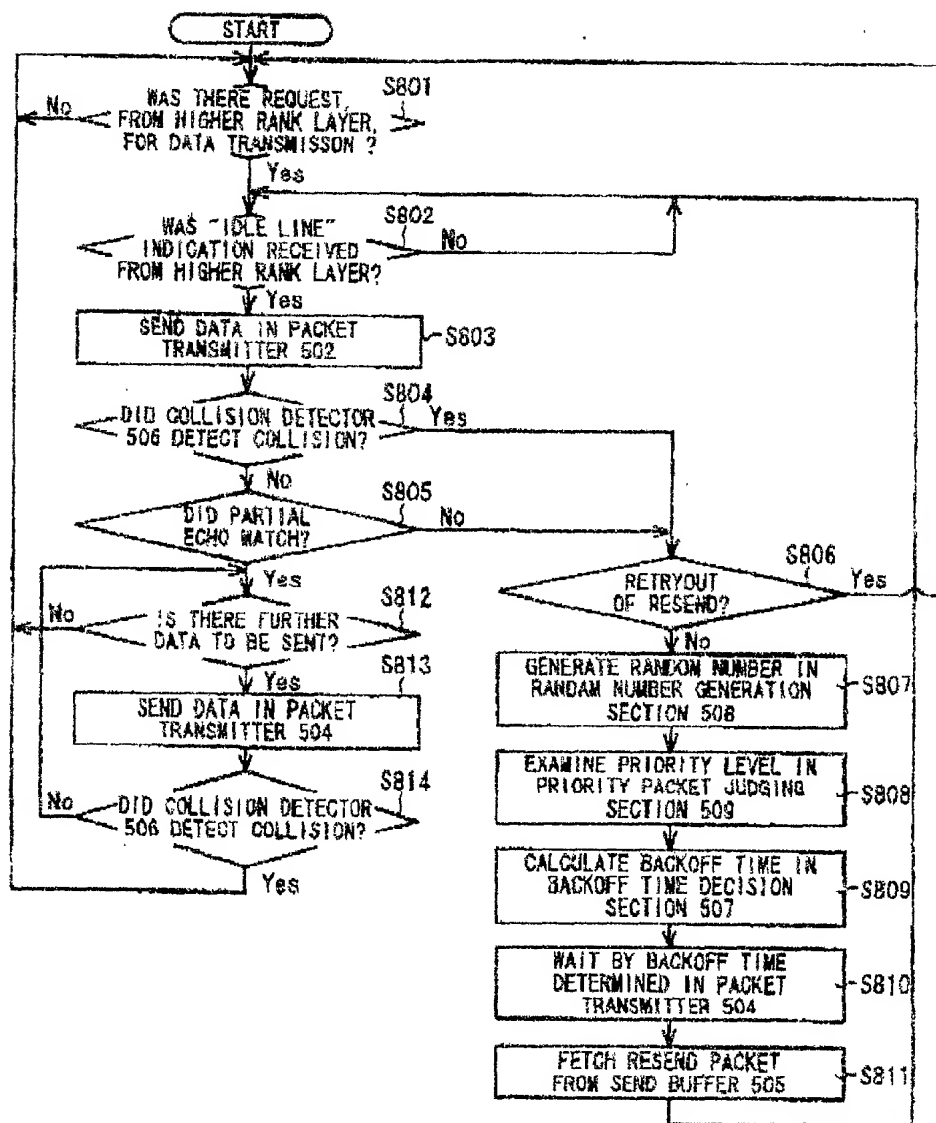 START
S801
WAS THERE REQUEST,
FROM HIGHER RANK LAYER,
FOR DATA TRANSMISSON ?
No
Yes
S802
WAS "IDLE LINE"
INDICATION RECEIVED
FROM HIGHER RANK LAYER?
No
Yes
SEND DATA IN PACKET
TRANSMITTER 502
S803
S804
DID COLLISION DETECTOR
506 DETECT COLLISION?
Yes
No
S805
DID PARTIAL
ECHO MATCH?
No
Yes
S812
IS THERE FURTHER
DATA TO BE SENT?
No
Yes
S813
SEND DATA IN PACKET
TRANSMITTER 504
S814
DID COLLISION DETECTOR
506 DETECT COLLISION?
No
Yes
S806
RETRYOUT
OF RESEND?
Yes
No
GENERATE RANDOM NUMBER IN
RANDAM NUMBER GENERATION
SECTION 508
S807
EXAMINE PRIORITY LEVEL IN
PRIORITY PACKET JUDGING
SECTION 509
S808
CALCULATE BACKOFF TIME IN
BACKOFF TIME DECISION
SECTION 507
S809
WAIT BY BACKOFF TIME
DETERMINED IN PACKET
TRANSMITTER 504
S810
FETCH RESEND PACKET
FROM SEND BUFFER 505
S811